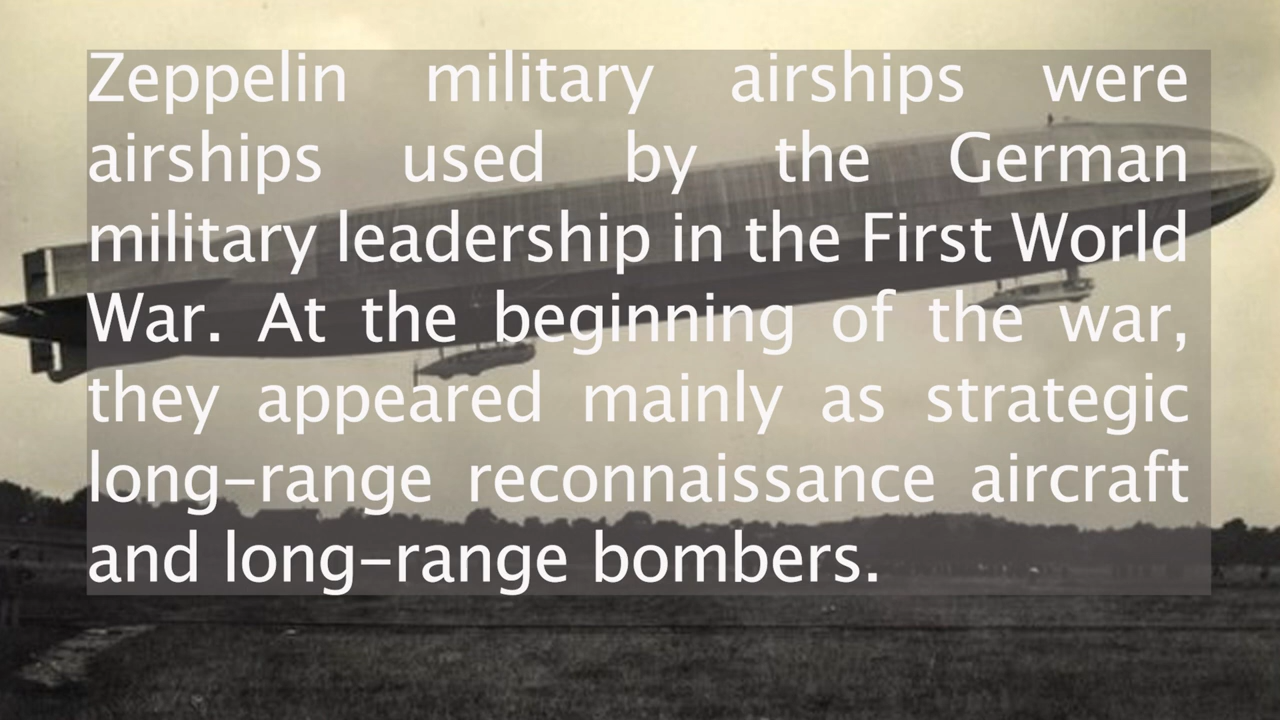 Zeppelin military airships were
airships used by the German
military leadership in the First World
War. At the beginning of the war,
they appeared mainly as strategic
long-range reconnaissance aircraft
and long-range bombers.